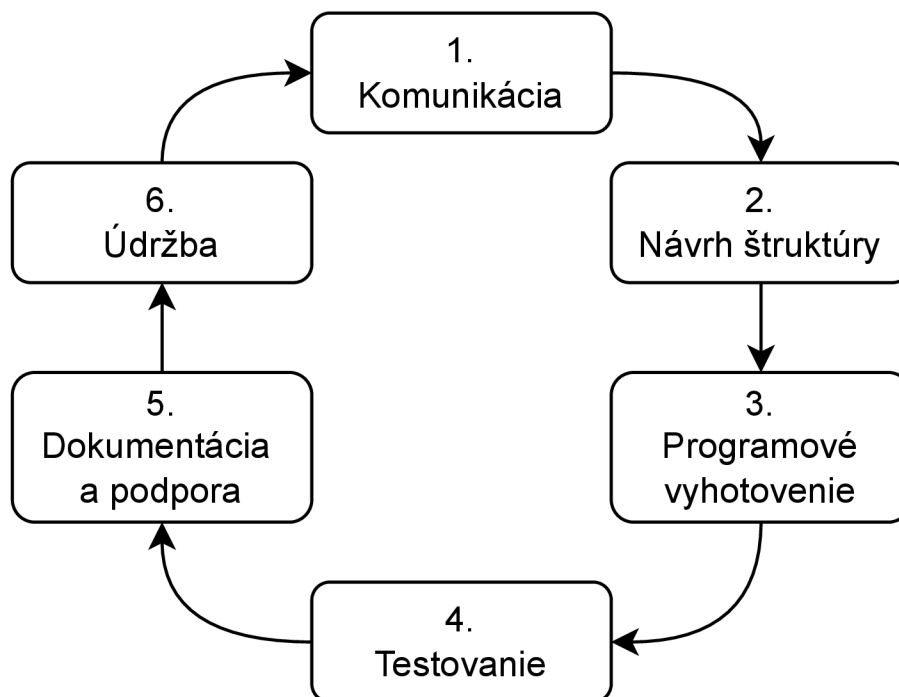 1.
Komunikácia
2.
Návrh štruktúry
3.
Programové
vyhotovenie
4.
Testovanie
5.
Dokumentácia
a podpora
6.
Údržba